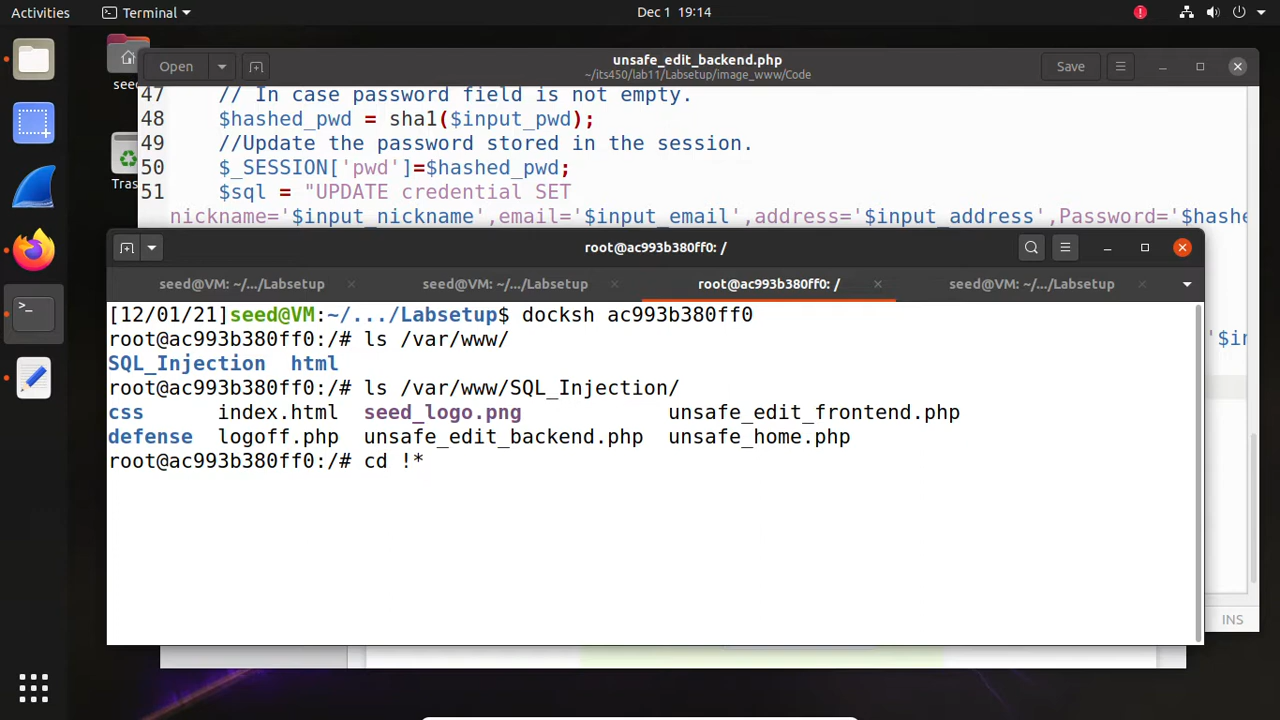 Activities
Terminal
Dec 1 19:14
Open
unsafe_edit_backend.php
~/its450/lab11/Labsetup/image_www/Code
Save
47 // In case password field is not empty.
48 $hashed_pwd = sha1($input_pwd);
49 //Update the password stored in the session.
50 $_SESSION['pwd']=$hashed_pwd;
51 $sql = "UPDATE credential SET
nickname='$input_nickname',email='$input_email',address='$input_address',Password='$hashe
root@ac993b380ff0: /
seed@VM: ~/.../Labsetup
seed@VM: ~/.../Labsetup
root@ac993b380ff0: /
seed@VM: ~/.../Labsetup
[12/01/21]seed@VM:~/.../Labsetup$ docksh ac993b380ff0
root@ac993b380ff0:/# ls /var/www/
SQL_Injection html
root@ac993b380ff0:/# ls /var/www/SQL_Injection/
css index.html seed_logo.png unsafe_edit_frontend.php
defense logoff.php unsafe_edit_backend.php unsafe_home.php
root@ac993b380ff0:/# cd !*
seed
Tras
'$in
INS